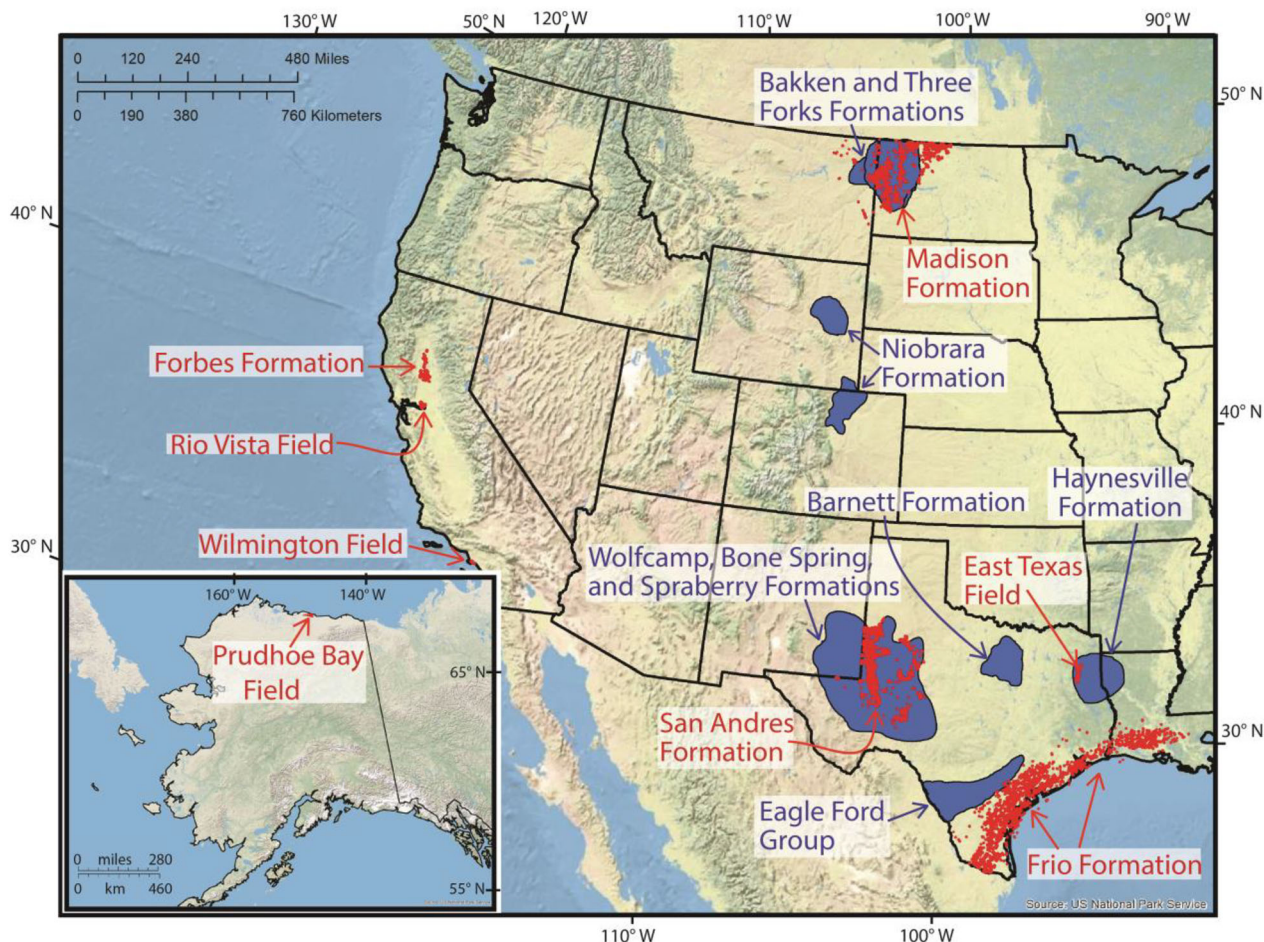 130°W
50°N
120°W
110°W
100°W
90°W
0 120 240 480 Miles
0 190 380 760 Kilometers
50°N
40°N
40°N
30°N
30°N
Bakken and Three
Forks Formations
Madison
Formation
Niobrara
Formation
Forbes Formation
Rio Vista Field
Wilmington Field
Barnett Formation
Haynesville
Formation
Wolfcamp, Bone Spring
and Spraberry Formations
East Texas
Field
San Andres
Formation
Eagle Ford
Group
Frio Formation
160°W
140°W
Prudhoe Bay
Field
65°N
55°N
0 miles 280
0 km 460
Source: US National Park Service
110°W
100°W